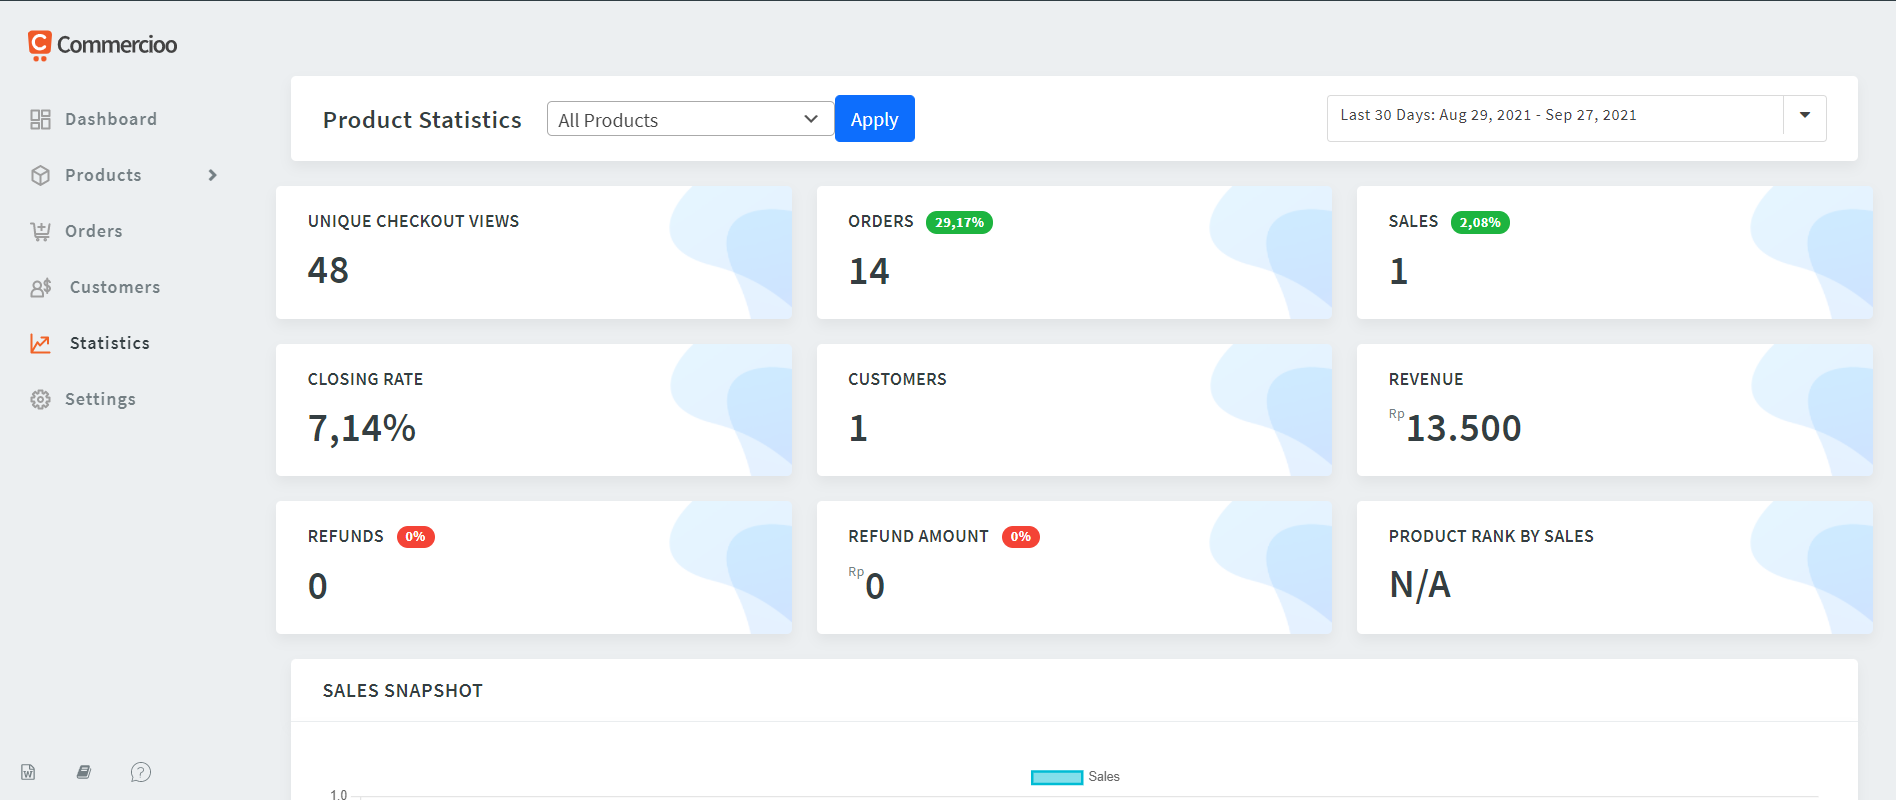 Commercioo
Dashboard
Products
Orders
Customers
Statistics
Settings
Product Statistics
All Products
Apply
Last 30 Days: Aug 29, 2021 - Sep 27, 2021
UNIQUE CHECKOUT VIEWS
48
ORDERS 29,17%
14
SALES 2,08%
1
CLOSING RATE
7,14%
CUSTOMERS
1
REVENUE
Rp 13.500
REFUNDS 0%
0
REFUND AMOUNT 0%
Rp 0
PRODUCT RANK BY SALES
N/A
SALES SNAPSHOT
Sales
1.0